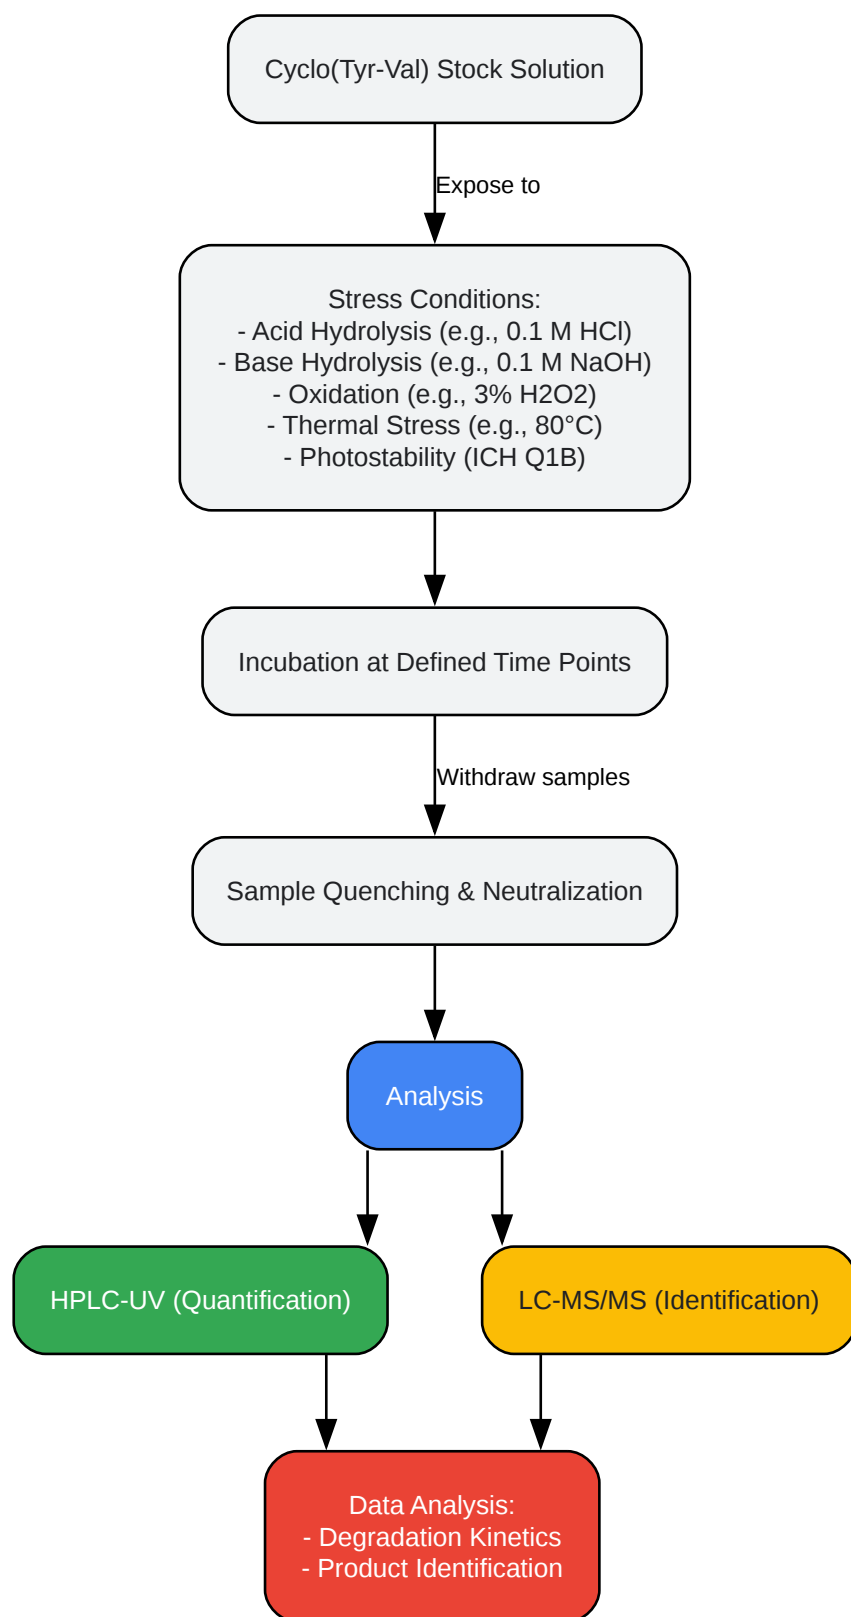 Cyclo(Tyr-Val) Stock Solution
Expose to
Stress Conditions:
- Acid Hydrolysis (e.g., 0.1 M HCl)
- Base Hydrolysis (e.g., 0.1 M NaOH)
- Oxidation (e.g., 3% H2O2)
- Thermal Stress (e.g., 80°C)
- Photostability (ICH Q1B)
Incubation at Defined Time Points
Withdraw samples
Sample Quenching & Neutralization
Analysis
HPLC-UV (Quantification)
LC-MS/MS (Identification)
Data Analysis:
- Degradation Kinetics
- Product Identification